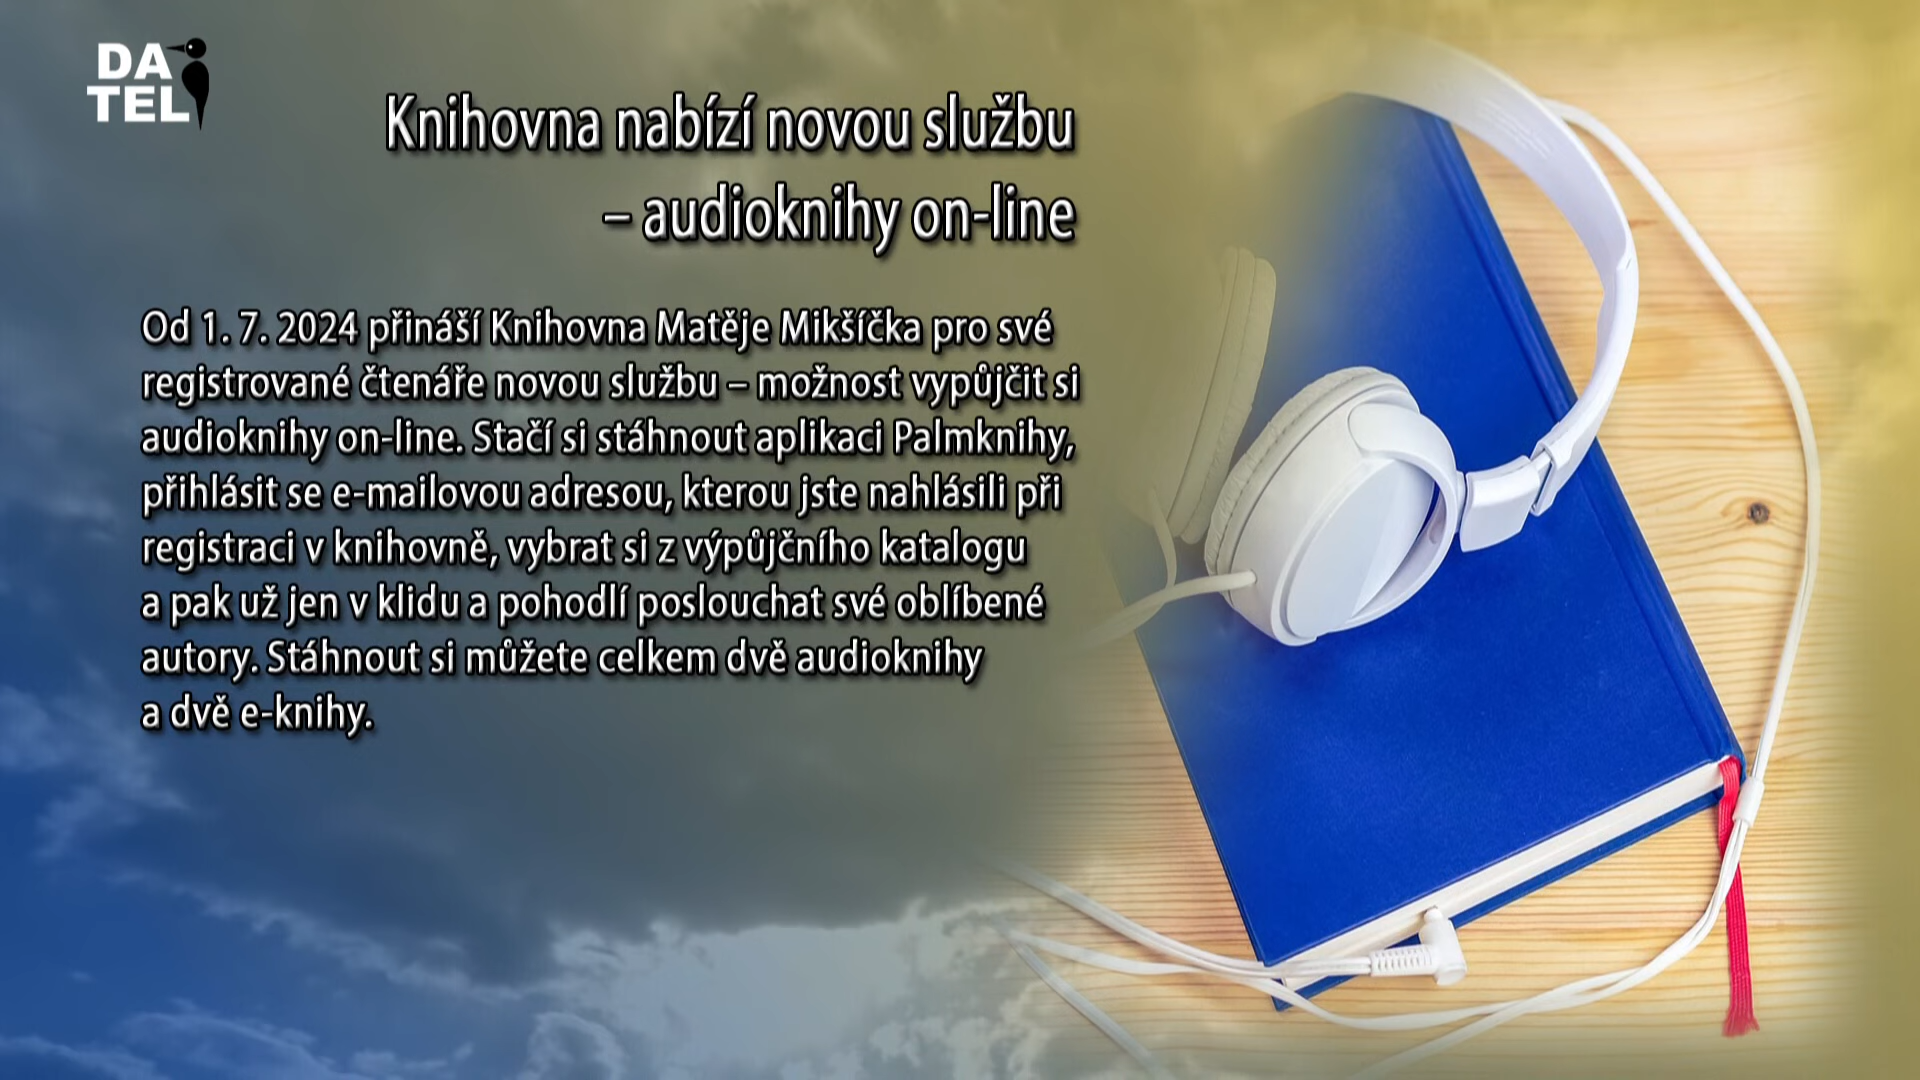 DA
TEL
Knihovna nabízí novou službu
– audioknihy on-line
Od 1. 7. 2024 přináší Knihovna Matěje Mikšíčka pro své
registrované čtenáře novou službu – možnost vypůjčit si
audioknihy on-line. Stačí si stáhnout aplikaci Palmknihy,
přihlásit se e-mailovou adresou, kterou jste nahlásili při
registraci v knihovně, vybrat si z výpůjčního katalogu
a pak už jen v klidu a pohodlí poslouchat své oblíbené
autory. Stáhnout si můžete celkem dvě audioknihy
a dvě e-knihy.